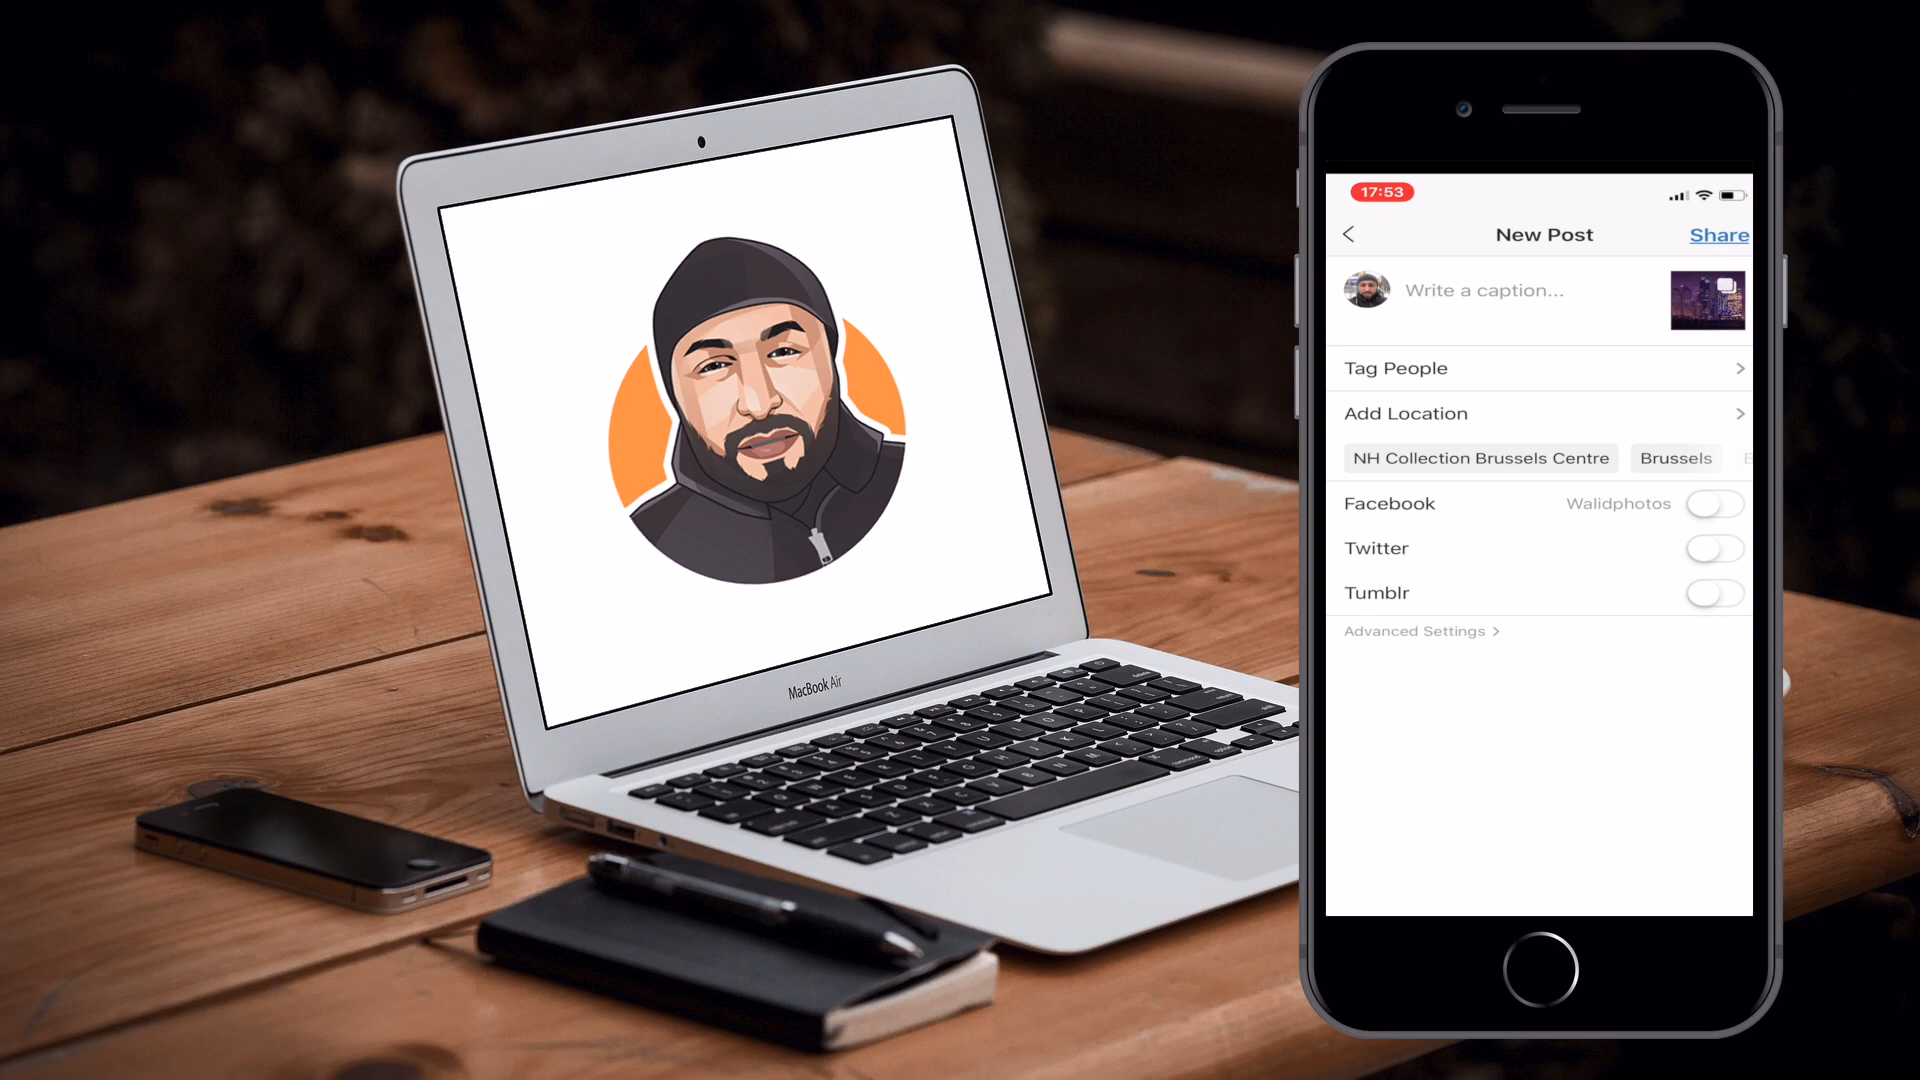 MacBook Air
17:53
New Post
Share
Write a caption...
Tag People
Add Location
NH Collection Brussels Centre
Brussels
Facebook
Walidphotos
Twitter
Tumblr
Advanced Settings